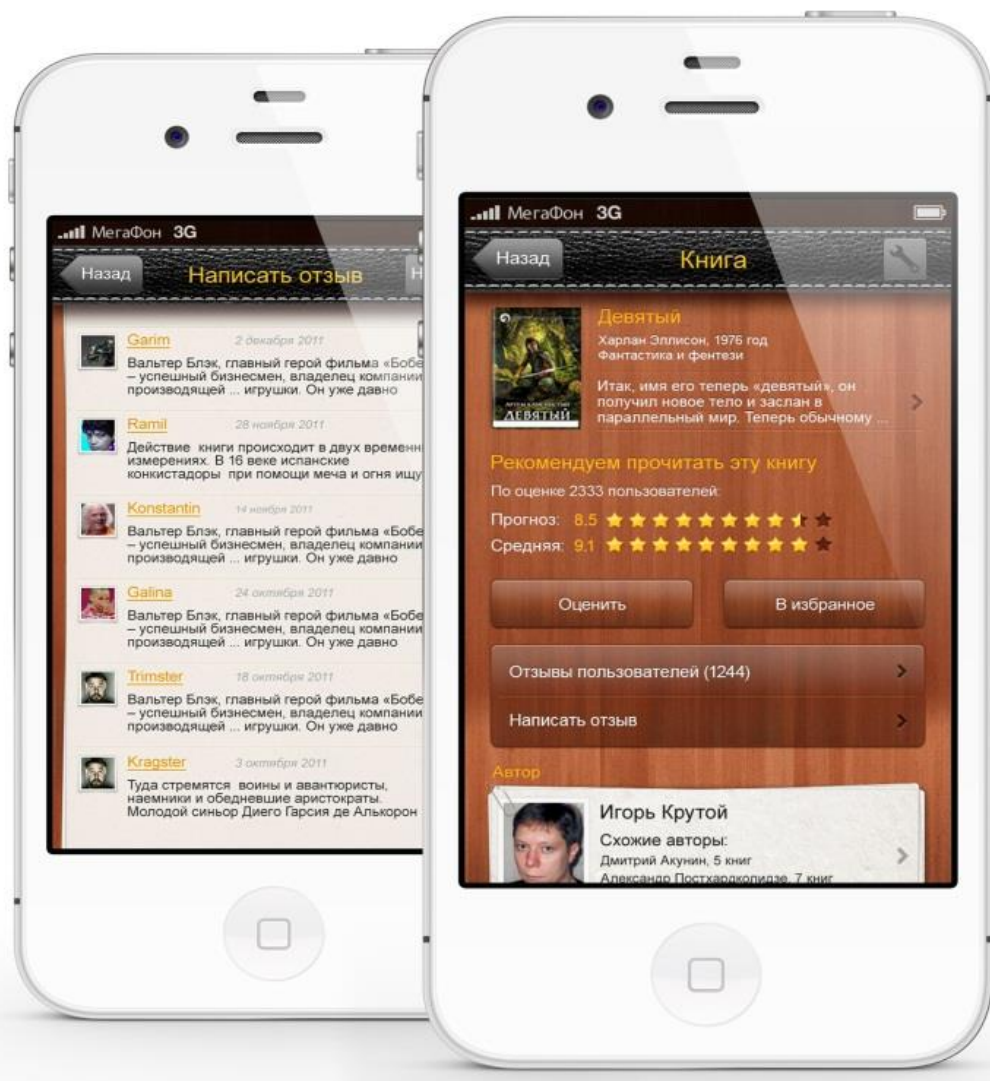 МегаФон 3G
Назад
Написать отзыв
Garim
2 декабря 2011
Вальтер Блэк, главный герой фильма «Бобе
– успешный бизнесмен, владелец компании
производящей ... игрушки. Он уже давно
Ramil
28 ноября 2011
Действие книги происходит в двух временн
измерениях. В 16 веке испанские
конкистадоры при помощи меча и огня ищу
Konstantin
14 ноября 2011
Вальтер Блэк, главный герой фильма «Бобе
– успешный бизнесмен, владелец компании
производящей ... игрушки. Он уже давно
Galina
24 октября 2011
Вальтер Блэк, главный герой фильма «Бобе
– успешный бизнесмен, владелец компании
производящей ... игрушки. Он уже давно
Trimster
18 октября 2011
Вальтер Блэк, главный герой фильма «Бобе
– успешный бизнесмен, владелец компании
производящей ... игрушки. Он уже давно
Kragster
3 октября 2011
Туда стремятся воины и авантюристы,
наемники и обедневшие аристократы.
Молодой синьор Диего Гарсия де Алькорон
МегаФон 3G
Назад
Книга
Девятый
Харлан Эллисон, 1976 год
Фантастика и фентези
Итак, имя его теперь «девятый», он
получил новое тело и заслан в
параллельный мир. Теперь обычному ...
ДЕВЯТЫЙ
Рекомендуем прочитать эту книгу
По оценке 2333 пользователей:
Прогноз: 8.5
Средняя: 9.1
Оценить
В избранное
Отзывы пользователей (1244)
Написать отзыв
Автор
Игорь Крутой
Схожие авторы:
Дмитрий Акунин, 5 книг
Александр Постхардколидзе, 7 книг